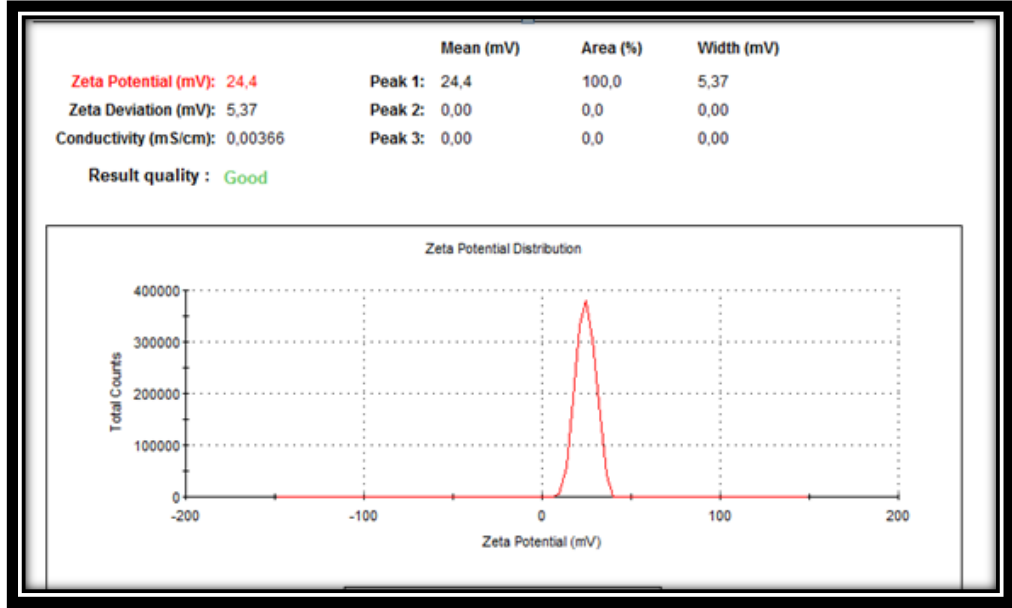 Mean (mV) Area (%) Width (mV)
Zeta Potential (mV): 24,4 Peak 1: 24,4 100,0 5,37
Zeta Deviation (mV): 5,37 Peak 2: 0,00 0,0 0,00
Conductivity (mS/cm): 0,00366 Peak 3: 0,00 0,0 0,00
Result quality : Good
Zeta Potential Distribution
400000
300000
200000
100000
0
Total Counts
-200 -100 0 100 200
Zeta Potential (mV)